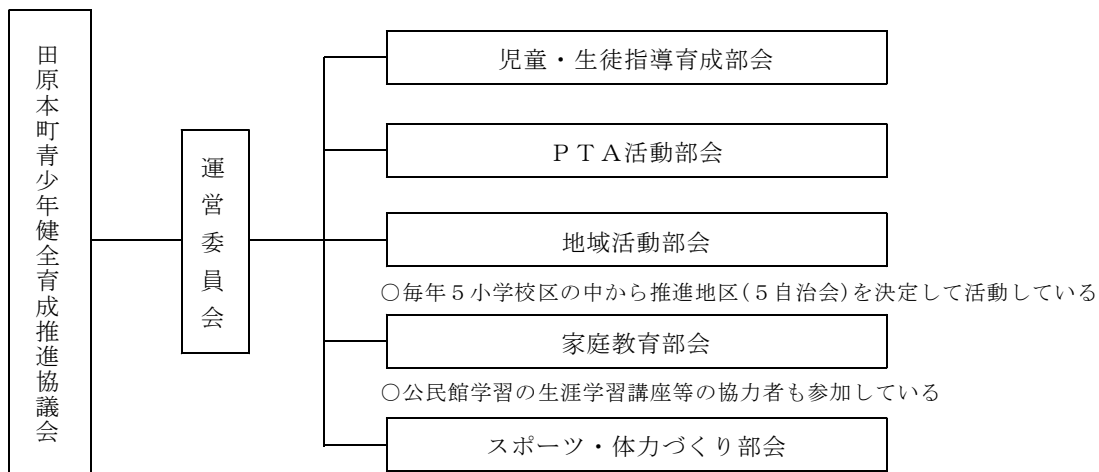 田原本町青少年健全育成推進協議会
運営委員会
児童・生徒指導育成部会
ＰＴＡ活動部会
地域活動部会
○毎年５小学校区の中から推進地区(５自治会)を決定して活動している
家庭教育部会
○公民館学習の生涯学習講座等の協力者も参加している
スポーツ・体力づくり部会